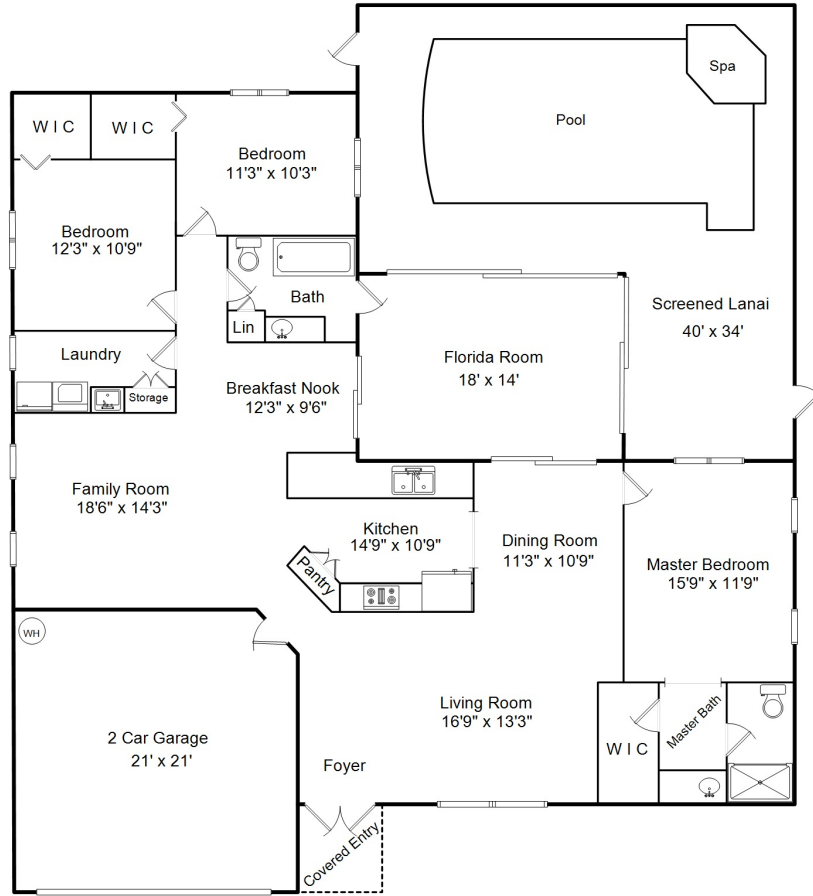 Spa
Pool
W I C
W I C
Bedroom
11'3" x 10'3"
Bedroom
12'3" x 10'9"
Bath
Lin
Screened Lanai
40' x 34'
Laundry
Storage
Florida Room
18' x 14'
Breakfast Nook
12'3" x 9'6"
Family Room
18'6" x 14'3"
Kitchen
14'9" x 10'9"
Pantry
Dining Room
11'3" x 10'9"
Master Bedroom
15'9" x 11'9"
WH
2 Car Garage
21' x 21'
Living Room
16'9" x 13'3"
Foyer
W I C
Master Bath
Covered Entry